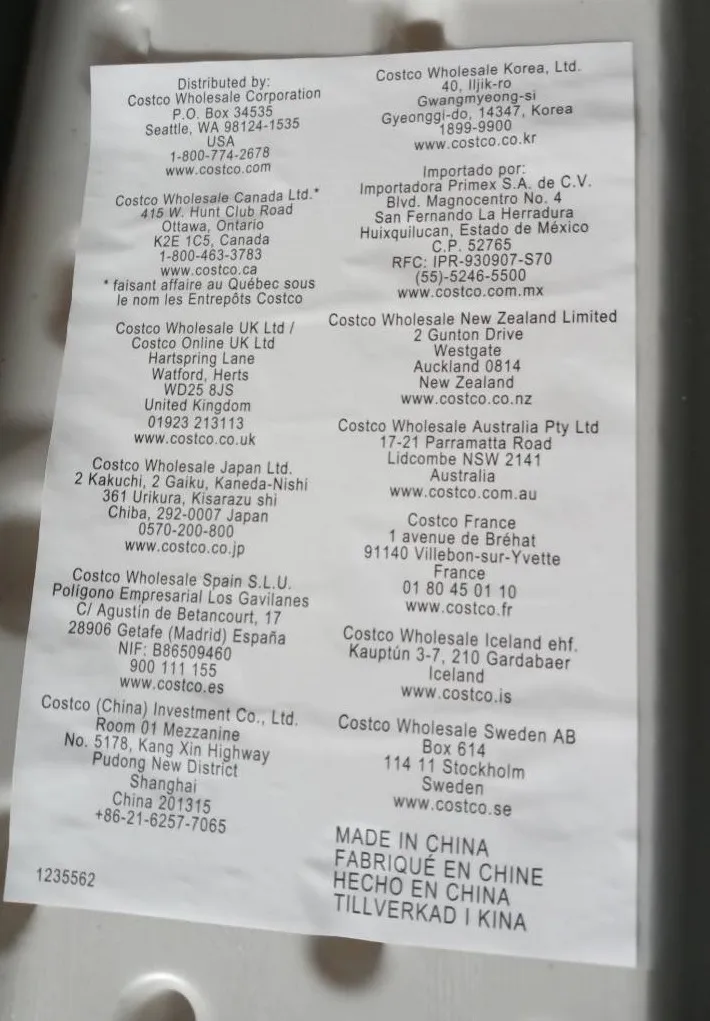 Distributed by:
Costco Wholesale Corporation
P.O. Box 34535
Seattle, WA 98124-1535
USA
1-800-774-2678
www.costco.com
Costco Wholesale Canada Ltd.*
415 W. Hunt Club Road
Ottawa, Ontario
K2E 1C5, Canada
1-800-463-3783
www.costco.ca
* faisant affaire au Québec sous
le nom les Entrepôts Costco
Costco Wholesale UK Ltd /
Costco Online UK Ltd
Hartspring Lane
Watford, Herts
WD25 8JS
United Kingdom
01923 213113
www.costco.co.uk
Costco Wholesale Japan Ltd.
2 Kakuchi, 2 Gaiku, Kaneda-Nishi
361 Urikura, Kisarazu shi
Chiba, 292-0007 Japan
0570-200-800
www.costco.co.jp
Costco Wholesale Spain S.L.U.
Polígono Empresarial Los Gavilanes
C/ Agustín de Betancourt, 17
28906 Getafe (Madrid) España
NIF: B86509460
900 111 155
www.costco.es
Costco (China) Investment Co., Ltd.
Room 01 Mezzanine
No. 5178, Kang Xin Highway
Pudong New District
Shanghai
China 201315
+86-21-6257-7065
1235562
Costco Wholesale Korea, Ltd.
40, Iljik-ro
Gwangmyeong-si
Gyeonggi-do, 14347, Korea
1899-9900
www.costco.co.kr
Importado por:
Importadora Primex S.A. de C.V.
Blvd. Magnocentro No. 4
San Fernando La Herradura
Huixquilucan, Estado de México
C.P. 52765
RFC: IPR-930907-S70
(55)-5246-5500
www.costco.com.mx
Costco Wholesale New Zealand Limited
2 Gunton Drive
Westgate
Auckland 0814
New Zealand
www.costco.co.nz
Costco Wholesale Australia Pty Ltd
17-21 Parramatta Road
Lidcombe NSW 2141
Australia
www.costco.com.au
Costco France
1 avenue de Bréhat
91140 Villebon-sur-Yvette
France
01 80 45 01 10
www.costco.fr
Costco Wholesale Iceland ehf.
Kauptún 3-7, 210 Gardabaer
Iceland
www.costco.is
Costco Wholesale Sweden AB
Box 614
114 11 Stockholm
Sweden
www.costco.se
MADE IN CHINA
FABRIQUÉ EN CHINE
HECHO EN CHINA
TILLVERKAD I KINA